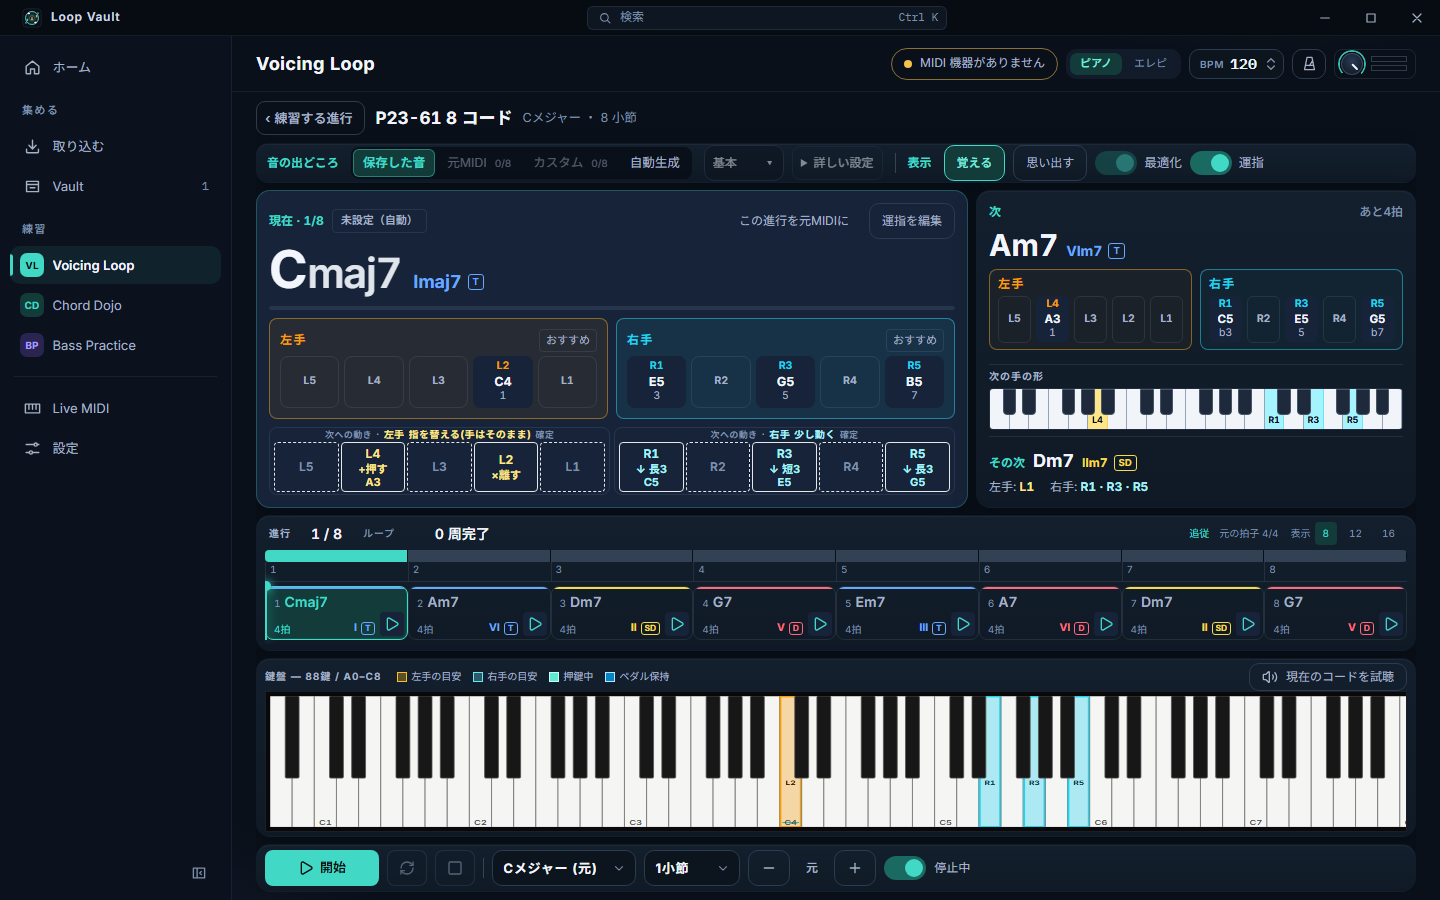 Loop Vault
検索
Ctrl K
ホーム
集める
取り込む
Vault
1
練習
VL
Voicing Loop
CD
Chord Dojo
BP
Bass Practice
Live MIDI
設定
Voicing Loop
MIDI 機器がありません
ピアノ
エレピ
BPM 120
‹ 練習する進行
P23-61 8 コード
Cメジャー ・ 8 小節
音の出どころ
保存した音
元MIDI 0/8
カスタム 0/8
自動生成
基本
▶ 詳しい設定
表示
覚える
思い出す
最適化
運指
現在 · 1/8
未設定（自動）
この進行を元MIDIに
運指を編集
Cmaj7
Imaj7
T
左手
おすすめ
L5
L4
L3
L2
C4
1
L1
右手
おすすめ
R1
E5
3
R2
R3
G5
5
R4
R5
B5
7
次への動き · 左手 指を替える(手はそのまま) 確定
L5
L4
+押す
A3
L3
L2
×離す
L1
次への動き · 右手 少し動く 確定
R1
↓ 長3
C5
R2
R3
↓ 短3
E5
R4
R5
↓ 長3
G5
次
あと4拍
Am7
VIm7
T
左手
L5
L4
A3
1
L3
L2
L1
右手
R1
C5
b3
R2
R3
E5
5
R4
R5
G5
b7
次の手の形
L4
R1
R3
R5
その次 Dm7 IIm7 SD
左手: L1 右手: R1 · R3 · R5
進行
1 / 8
ループ
0 周完了
追従
元の拍子 4/4
表示
8
12
16
1
2
3
4
5
6
7
8
1 Cmaj7
4拍
I T
2 Am7
4拍
VI T
3 Dm7
4拍
II SD
4 G7
4拍
V D
5 Em7
4拍
III T
6 A7
4拍
VI D
7 Dm7
4拍
II SD
8 G7
4拍
V D
鍵盤 — 88鍵 / A0–C8
左手の目安
右手の目安
押鍵中
ペダル保持
現在のコードを試聴
L2
R1
R3
R5
C1
C2
C3
C4
C5
C6
C7
開始
Cメジャー (元)
1小節
元
停止中